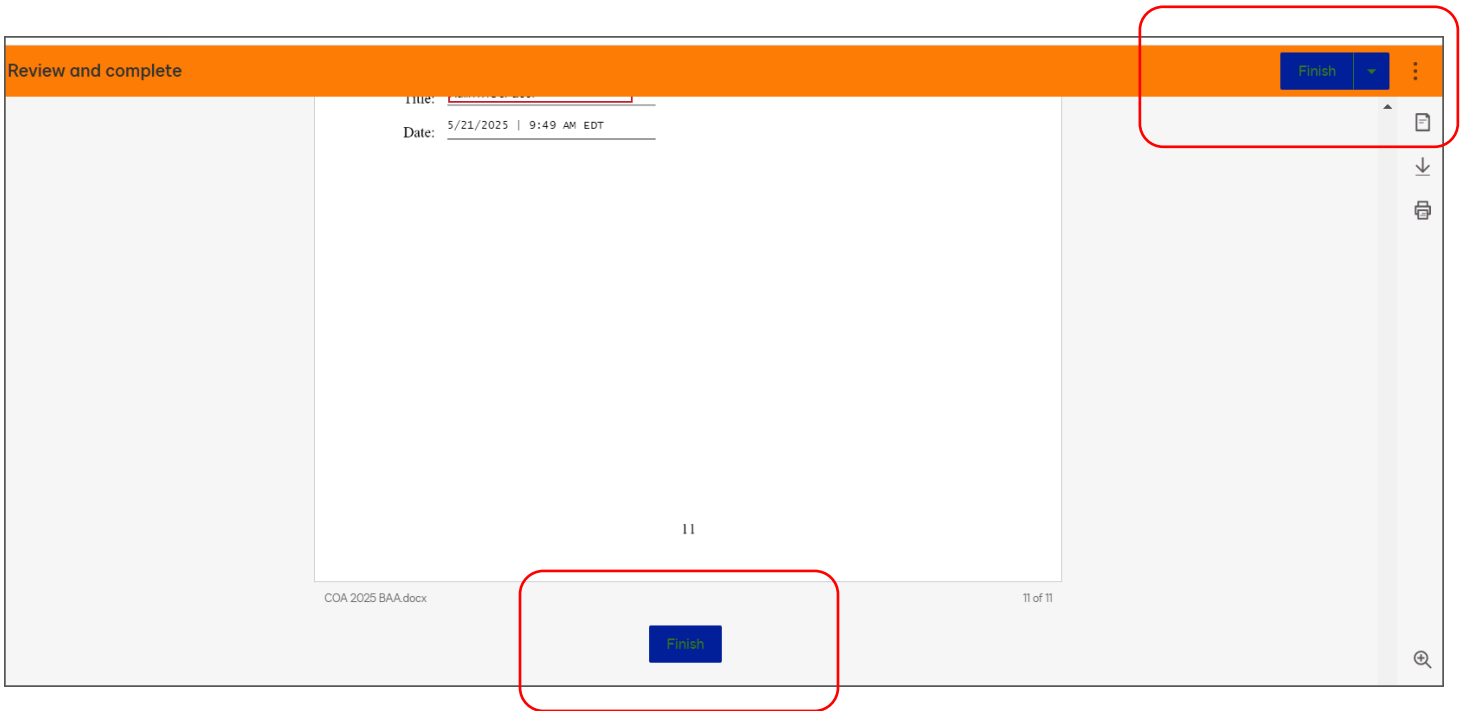 Review and complete
Finish
Title:
Date: 5/21/2025 | 9:49 AM EDT
11
COA 2025 BAA.docx
11 of 11
Finish